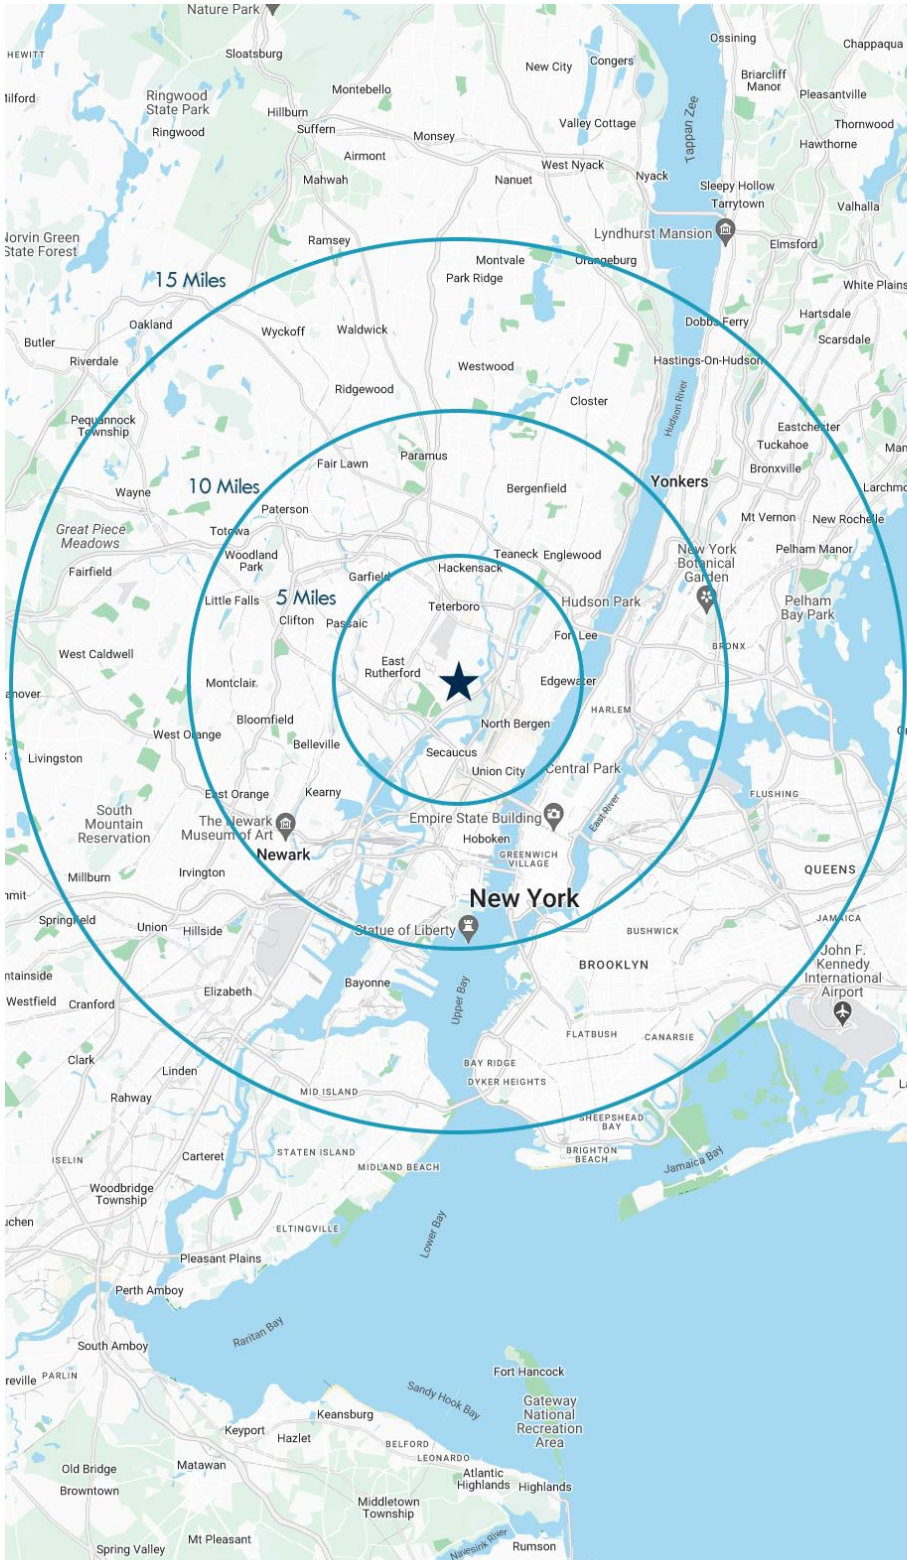 Nature Park
Ossining
HEWITT
Sloatsburg
Chappaqua
New City
Congers
Briarcliff
Manor
Montebello
Pleasantville
Ringwood
State Park
Hillburn
Valley Cottage
Thornwood
Ringwood
Suffern
Monsey
Hawthorne
Tappan Zee
Airmont
West Nyack
Mahwah
Nanuet
Nyack
Sleepy Hollow
Tarrytown
Valhalla
Norvin Green
State Forest
Ramsey
Lyndhurst Mansion
Elmsford
Montvale
Orangeburg
15 Miles
Park Ridge
White Plains
Oakland
Wyckoff
Waldwick
Dobbs Ferry
Hartsdale
Butler
Scarsdale
Riverdale
Westwood
Hastings-On-Hudson
Ridgewood
Closter
Hudson River
Pequannock
Township
Eastchester
Tuckahoe
Paramus
Fair Lawn
Bronxville
10 Miles
Bergenfield
Yonkers
Wayne
Paterson
Mt Vernon
New Rochelle
Great Piece
Meadows
Totowa
Woodland
Park
Teaneck
Englewood
New York
Botanical
Garden
Pelham Manor
Fairfield
Garfield
Hackensack
Little Falls
5 Miles
Teterboro
Hudson Park
Pelham
Bay Park
Clifton
Passaic
Fort Lee
BRONX
West Caldwell
East
Rutherford
Montclair
Edgewater
HARLEM
Bloomfield
North Bergen
West Orange
Belleville
Secaucus
Livingston
Union City
Central Park
East Orange
Kearny
FLUSHING
South
Mountain
Reservation
The Newark
Museum of Art
Empire State Building
East River
Hoboken
Newark
GREENWICH
VILLAGE
Millburn
Irvington
QUEENS
New York
Springfield
Union
Hillside
Statue of Liberty
BUSHWICK
JAMAICA
BROOKLYN
John F.
Kennedy
International
Airport
Bayonne
Elizabeth
Westfield
Cranford
Upper Bay
FLATBUSH
CANARSIE
Clark
Linden
BAY RIDGE
DYKER HEIGHTS
MID ISLAND
Rahway
SHEEPSHEAD
BAY
ISELIN
Carteret
STATEN ISLAND
MIDLAND BEACH
BRIGHTON
BEACH
Jamaica Bay
Woodbridge
Township
ELTINGVILLE
Lower Bay
Pleasant Plains
Perth Amboy
Raritan Bay
South Amboy
PARLIN
Fort Hancock
Sandy Hook Bay
Gateway
National
Recreation
Area
Keansburg
Keyport
Hazlet
BELFORD
LEONARDO
Old Bridge
Matawan
Atlantic
Highlands
Highlands
Browntown
Middletown
Township
Mt Pleasant
Navesink River
Rumson
Spring Valley